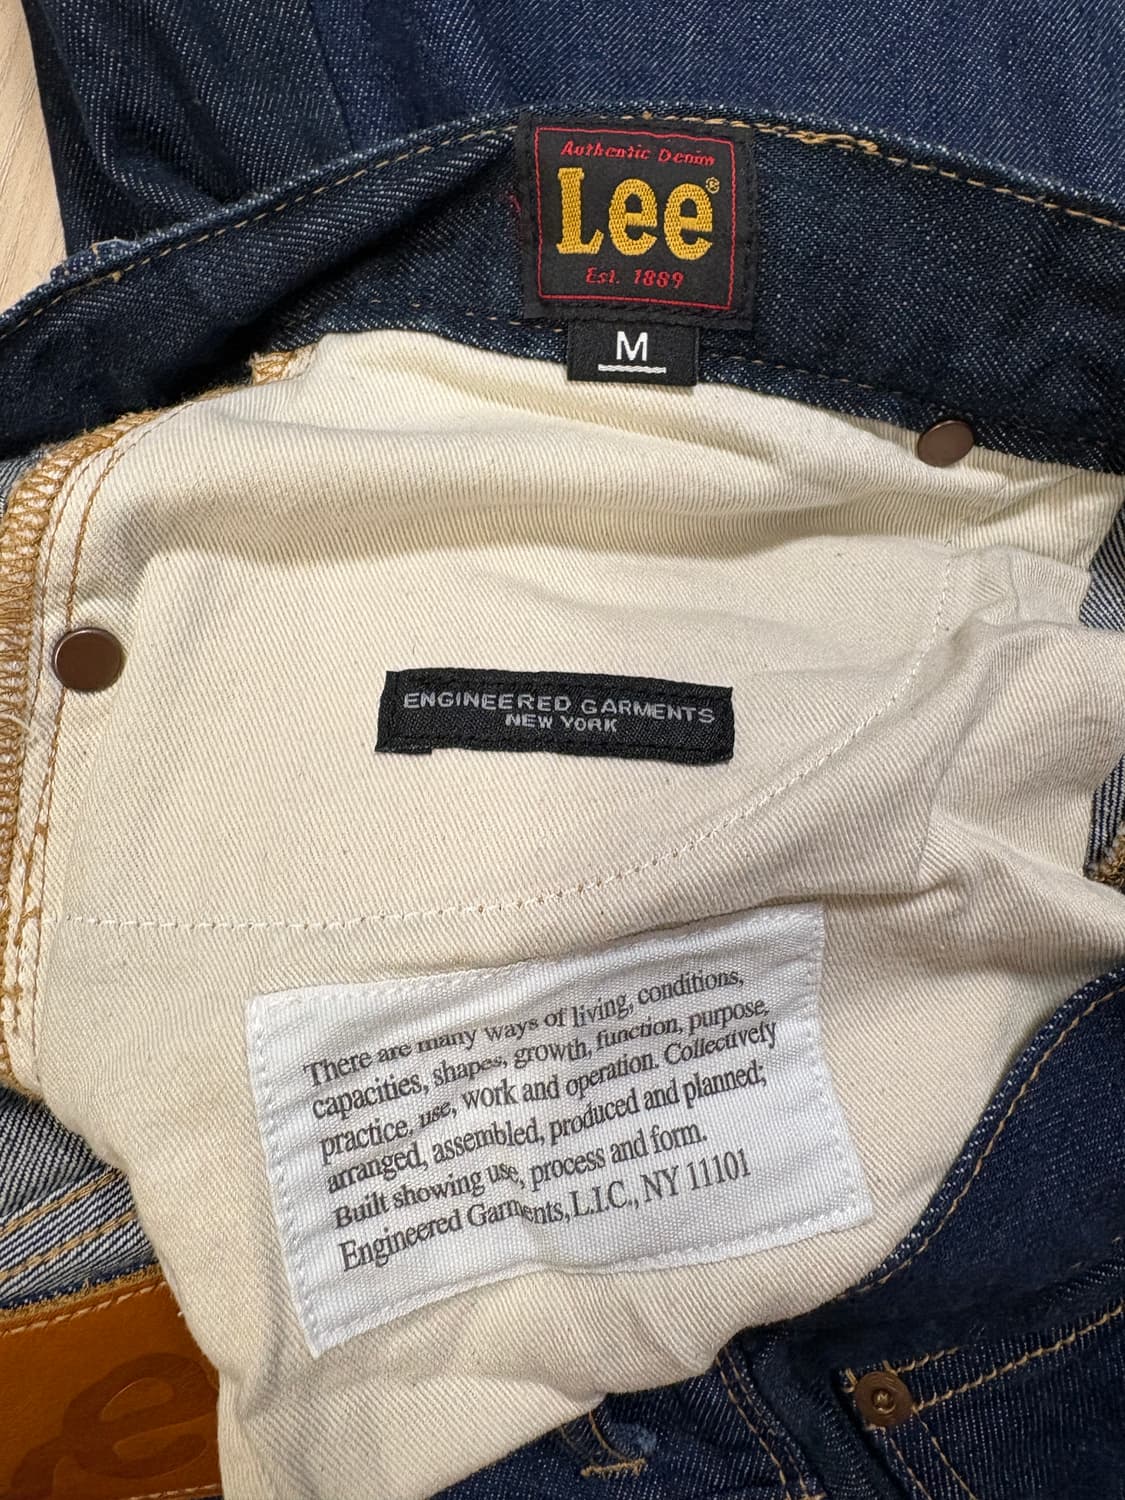 Authentic Denim
Lee®
Est. 1889
M
ENGINEERED GARMENTS
NEW YORK
There are many ways of living, conditions,
capacities, shapes, growth, function, purpose,
practice, use, work and operation. Collectively
arranged, assembled, produced and planned;
Built showing use, process and form.
Engineered Garments, L.I.C., NY 11101